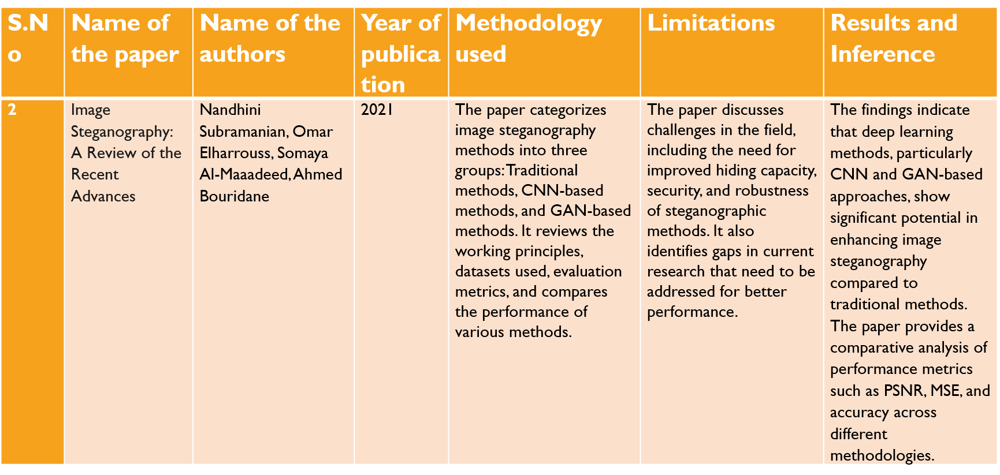 S.N
o
Name of
the paper
Name of the
authors
Year of
publica
tion
Methodology
used
Limitations
Results and
Inference
2
Image
Steganography:
A Review of the
Recent
Advances
Nandhini
Subramanian, Omar
Elharrouss, Somaya
Al-Maaadeed, Ahmed
Bouridane
2021
The paper categorizes
image steganography
methods into three
groups: Traditional
methods, CNN-based
methods, and GAN-based
methods. It reviews the
working principles,
datasets used, evaluation
metrics, and compares
the performance of
various methods.
The paper discusses
challenges in the field,
including the need for
improved hiding capacity,
security, and robustness
of steganographic
methods. It also
identifies gaps in current
research that need to be
addressed for better
performance.
The findings indicate
that deep learning
methods, particularly
CNN and GAN-based
approaches, show
significant potential in
enhancing image
steganography
compared to
traditional methods.
The paper provides a
comparative analysis of
performance metrics
such as PSNR, MSE, and
accuracy across
different
methodologies.